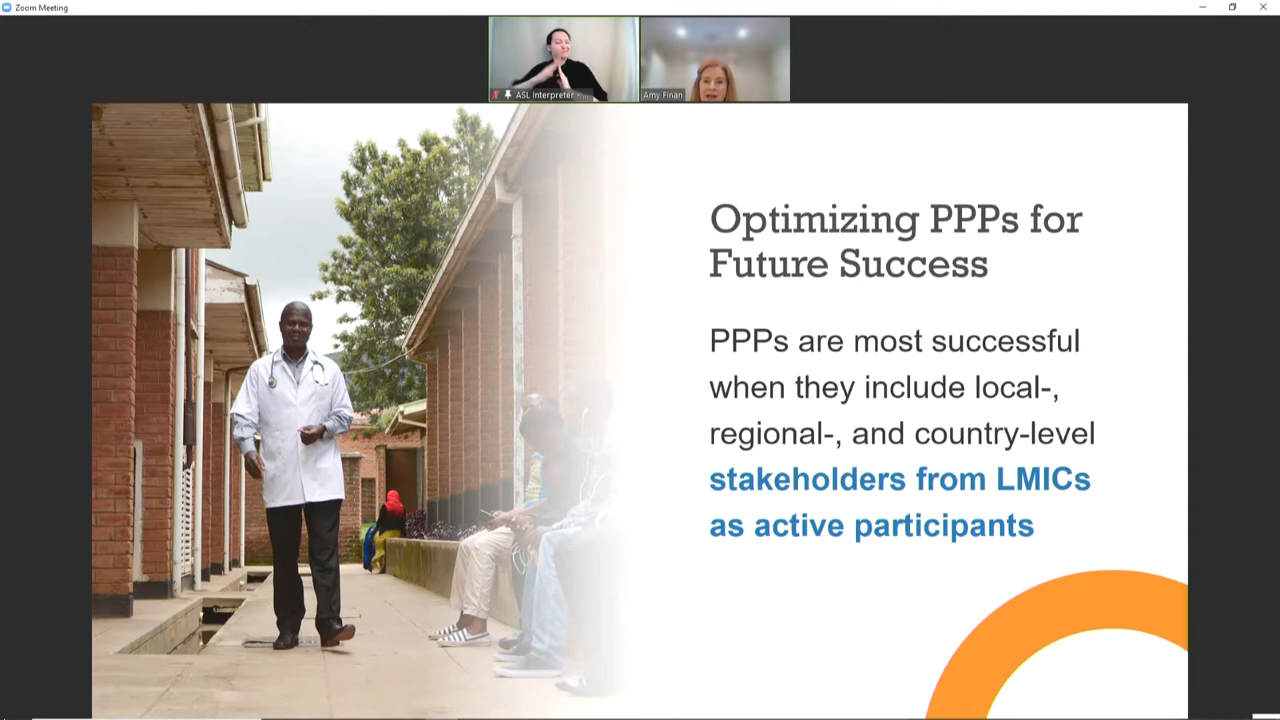 Zoom Meeting
ASL Interpreter - ...
Amy Finan
Optimizing PPPs for
Future Success
PPPs are most successful
when they include local-,
regional-, and country-level
stakeholders from LMICs
as active participants